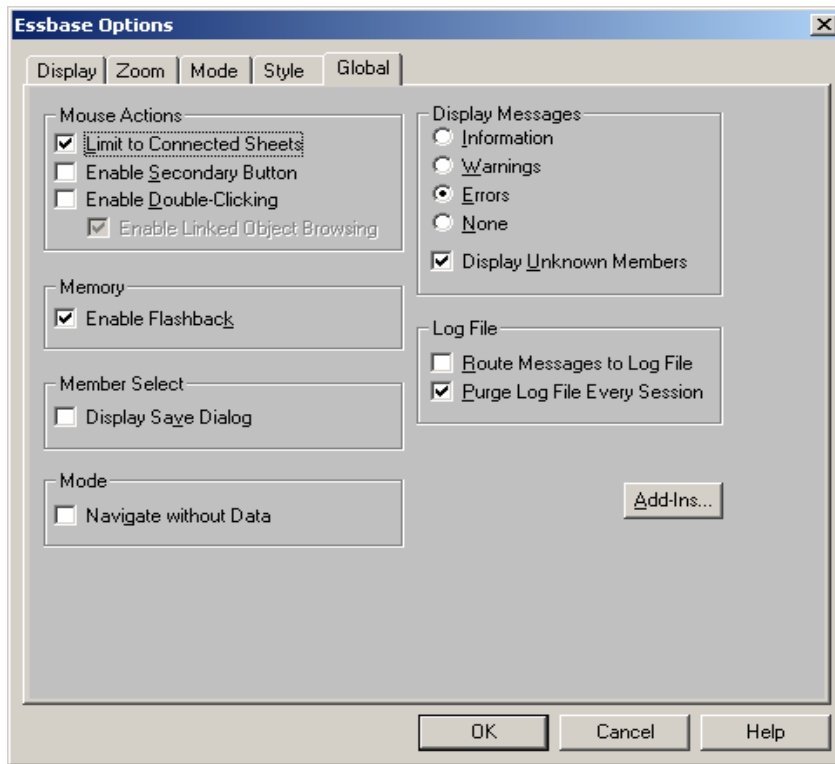 Essbase Options
Display Zoom Mode Style Global
Mouse Actions
Limit to Connected Sheets
Enable Secondary Button
Enable Double-Clicking
Enable Linked Object Browsing
Memory
Enable Flashback
Member Select
Display Save Dialog
Mode
Navigate without Data
Display Messages
Information
Warnings
Errors
None
Display Unknown Members
Log File
Route Messages to Log File
Purge Log File Every Session
Add-Ins...
OK Cancel Help